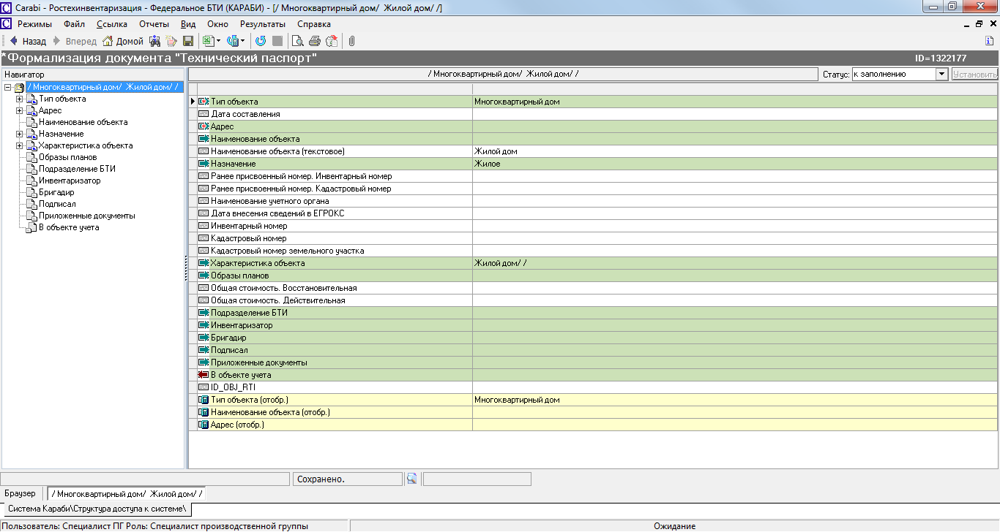 Carabi - Ростехинвентаризация - Федеральное БТИ (КАРАБИ) - [/ Многоквартирный дом/ Жилой дом/ /]
Режимы Файл Ссылка Отчеты Вид Окно Результаты Справка
Назад Вперед Домой
*Формализация документа "Технический паспорт" ID=1322177
Навигатор
/ Многоквартирный дом/ Жилой дом/ /
Тип объекта
Адрес
Наименование объекта
Назначение
Характеристика объекта
Образы планов
Подразделение БТИ
Инвентаризатор
Бригадир
Подписал
Приложенные документы
В объекте учета
/ Многоквартирный дом/ Жилой дом/ / Статус: к заполнению Установить
Тип объекта Многоквартирный дом
Дата составления
Адрес
Наименование объекта
Наименование объекта (текстовое) Жилой дом
Назначение Жилое
Ранее присвоенный номер. Инвентарный номер
Ранее присвоенный номер. Кадастровый номер
Наименование учетного органа
Дата внесения сведений в ЕГРОКС
Инвентарный номер
Кадастровый номер
Кадастровый номер земельного участка
Характеристика объекта Жилой дом/ /
Образы планов
Общая стоимость. Восстановительная
Общая стоимость. Действительная
Подразделение БТИ
Инвентаризатор
Бригадир
Подписал
Приложенные документы
В объекте учета
ID_OBJ_RTI
Тип объекта (отобр.) Многоквартирный дом
Наименование объекта (отобр.)
Адрес (отобр.)
Сохранено.
Браузер / Многоквартирный дом/ Жилой дом/ /
Система Караби\Структура доступа к системе\
Пользователь: Специалист ПГ Роль: Специалист производственной группы Ожидание